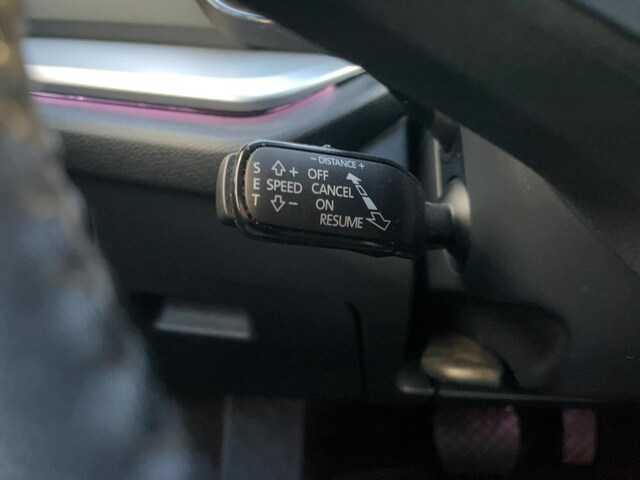 − DISTANCE +
S + OFF
E SPEED CANCEL
T − ON
RESUME